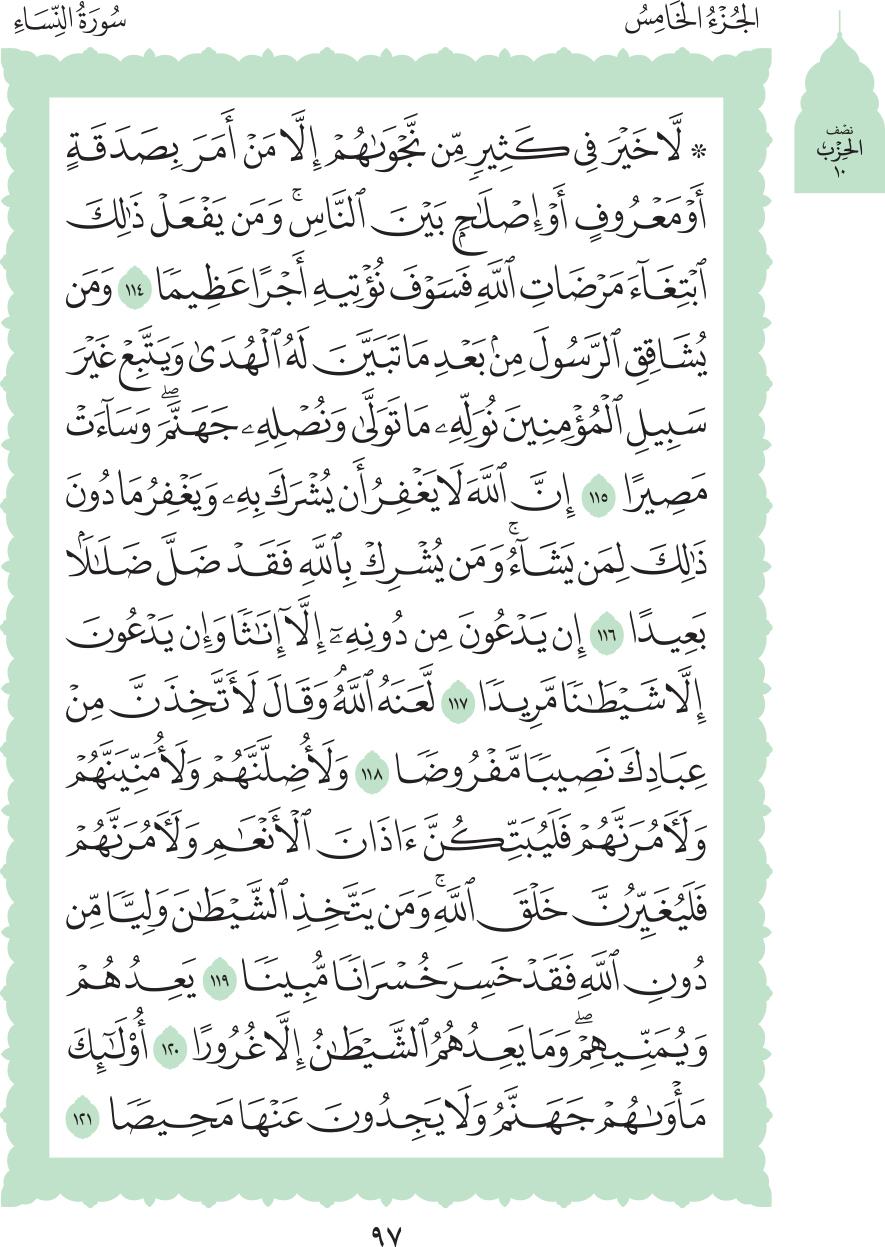 سُورَةُ النِّسَاءِ
الجُزْءُ الخَامِسُ
نصف
الحِزْب
١٠
۞ لَّا خَيْرَ فِي كَثِيرٍ مِّن نَّجْوَىٰهُمْ إِلَّا مَنْ أَمَرَ بِصَدَقَةٍ
أَوْ مَعْرُوفٍ أَوْ إِصْلَٰحٍۭ بَيْنَ ٱلنَّاسِۚ وَمَن يَفْعَلْ ذَٰلِكَ
ٱبْتِغَآءَ مَرْضَاتِ ٱللَّهِ فَسَوْفَ نُؤْتِيهِ أَجْرًا عَظِيمًا ١١٤ وَمَن
يُشَاقِقِ ٱلرَّسُولَ مِنۢ بَعْدِ مَا تَبَيَّنَ لَهُ ٱلْهُدَىٰ وَيَتَّبِعْ غَيْرَ
سَبِيلِ ٱلْمُؤْمِنِينَ نُوَلِّهِۦ مَا تَوَلَّىٰ وَنُصْلِهِۦ جَهَنَّمَۖ وَسَآءَتْ
مَصِيرًا ١١٥ إِنَّ ٱللَّهَ لَا يَغْفِرُ أَن يُشْرَكَ بِهِۦ وَيَغْفِرُ مَا دُونَ
ذَٰلِكَ لِمَن يَشَآءُۚ وَمَن يُشْرِكْ بِٱللَّهِ فَقَدْ ضَلَّ ضَلَٰلًۢا
بَعِيدًا ١١٦ إِن يَدْعُونَ مِن دُونِهِۦٓ إِلَّآ إِنَٰثًا وَإِن يَدْعُونَ
إِلَّا شَيْطَٰنًا مَّرِيدًا ١١٧ لَّعَنَهُ ٱللَّهُۘ وَقَالَ لَأَتَّخِذَنَّ مِنْ
عِبَادِكَ نَصِيبًا مَّفْرُوضًا ١١٨ وَلَأُضِلَّنَّهُمْ وَلَأُمَنِّيَنَّهُمْ
وَلَأٓمُرَنَّهُمْ فَلَيُبَتِّكُنَّ ءَاذَانَ ٱلْأَنْعَٰمِ وَلَأٓمُرَنَّهُمْ
فَلَيُغَيِّرُنَّ خَلْقَ ٱللَّهِۚ وَمَن يَتَّخِذِ ٱلشَّيْطَٰنَ وَلِيًّا مِّن
دُونِ ٱللَّهِ فَقَدْ خَسِرَ خُسْرَانًا مُّبِينًا ١١٩ يَعِدُهُمْ
وَيُمَنِّيهِمْۖ وَمَا يَعِدُهُمُ ٱلشَّيْطَٰنُ إِلَّا غُرُورًا ١٢٠ أُو۟لَٰٓئِكَ
مَأْوَىٰهُمْ جَهَنَّمُ وَلَا يَجِدُونَ عَنْهَا مَحِيصًا ١٢١
٩٧